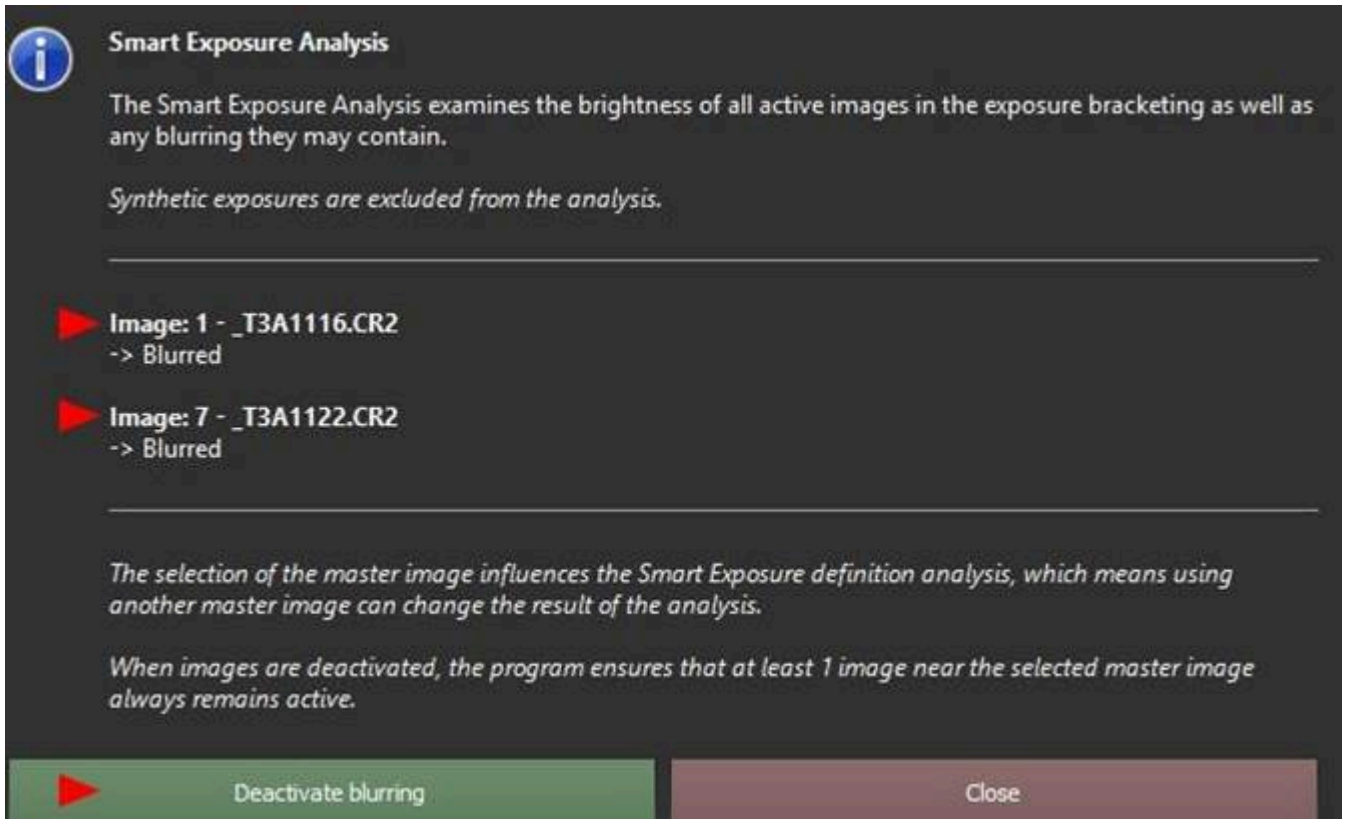 Smart Exposure Analysis
The Smart Exposure Analysis examines the brightness of all active images in the exposure bracketing as well as
any blurring they may contain.
Synthetic exposures are excluded from the analysis.
Image: 1 - _T3A1116.CR2
-> Blurred
Image: 7 - _T3A1122.CR2
-> Blurred
The selection of the master image influences the Smart Exposure definition analysis, which means using
another master image can change the result of the analysis.
When images are deactivated, the program ensures that at least 1 image near the selected master image
always remains active.
Deactivate blurring
Close